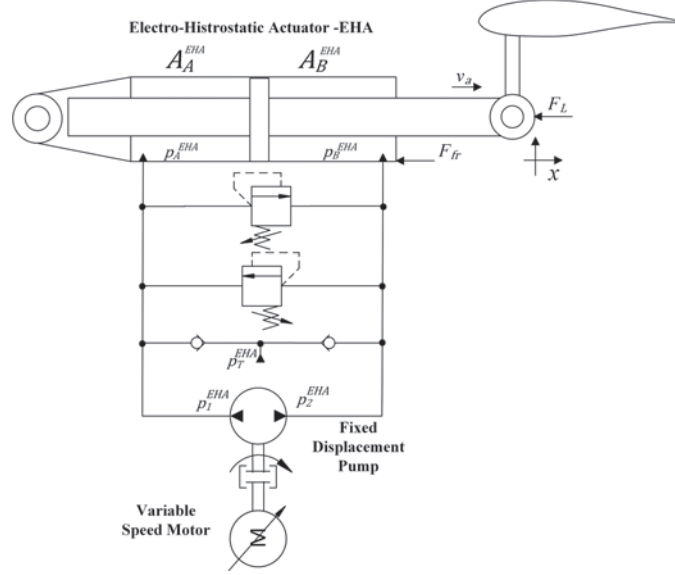 Electro-Histrostatic Actuator -EHA
A_A^EHA A_B^EHA
v_a
F_L
p_A^EHA p_B^EHA
F_fr
x
p_T^EHA
p_1^EHA p_2^EHA
Fixed
Displacement
Pump
Variable
Speed Motor
M